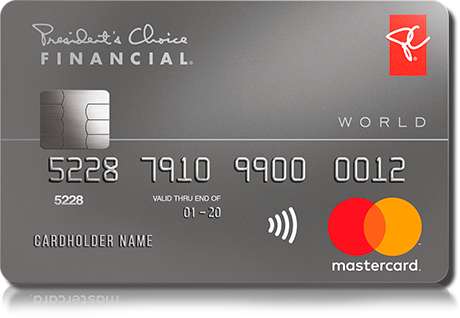 President's Choice
FINANCIAL®
PC®
WORLD
5228 7910 9900 0012
5228
VALID THRU END OF
01 – 20
CARDHOLDER NAME
mastercard.